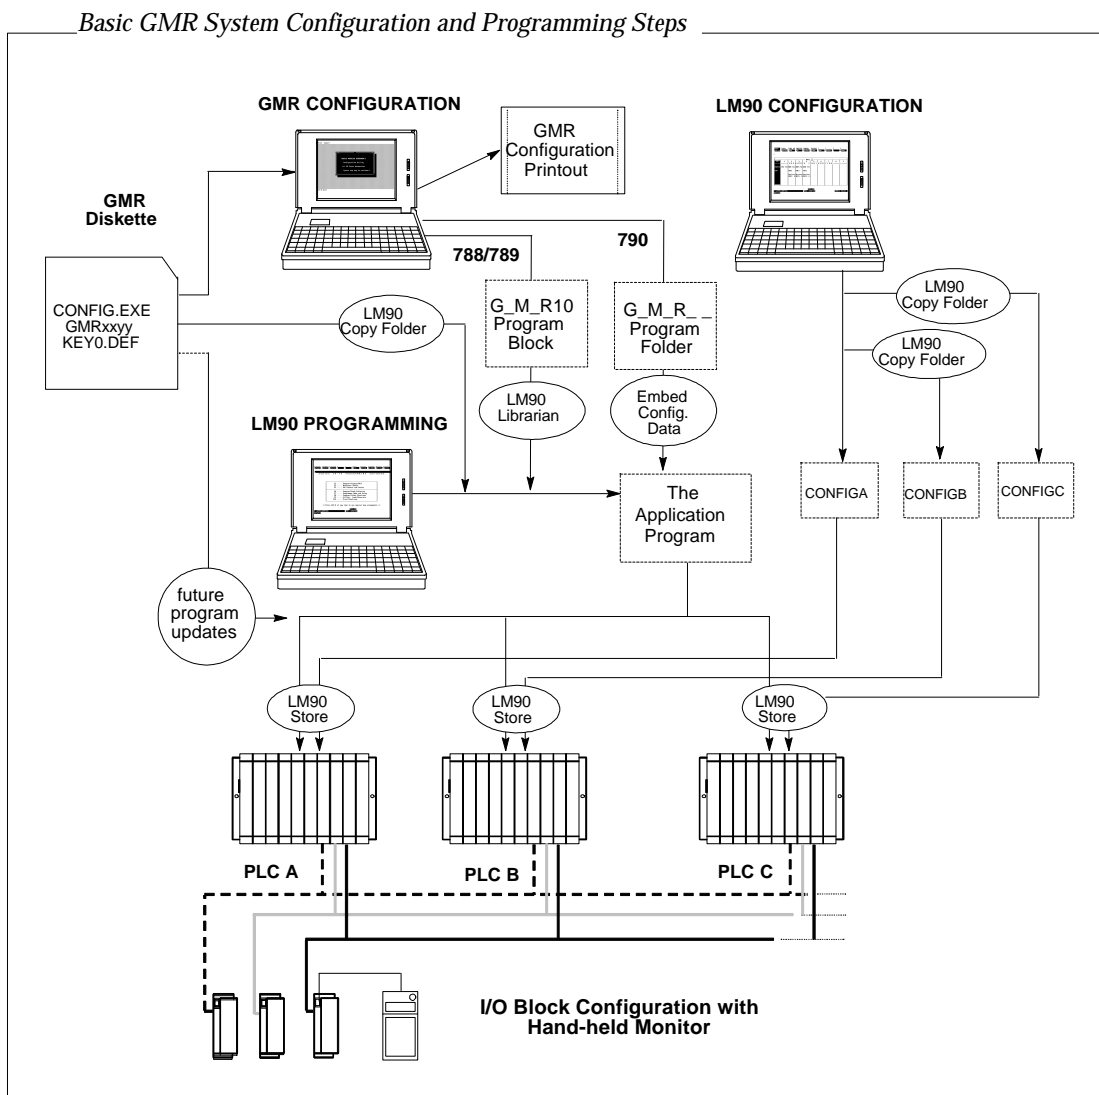 Basic GMR System Configuration and Programming Steps
GMR CONFIGURATION
LM90 CONFIGURATION
GMR
Configuration
Printout
GMR
Diskette
788/789
790
CONFIG.EXE
GMRxxyy
KEY0.DEF
LM90
Copy Folder
G_M_R10
Program
Block
G_M_R_ _
Program
Folder
LM90
Copy Folder
LM90
Copy Folder
LM90
Librarian
Embed
Config.
Data
LM90 PROGRAMMING
The
Application
Program
CONFIGA
CONFIGB
CONFIGC
future
program
updates
LM90
Store
LM90
Store
LM90
Store
PLC A
PLC B
PLC C
I/O Block Configuration with
Hand-held Monitor